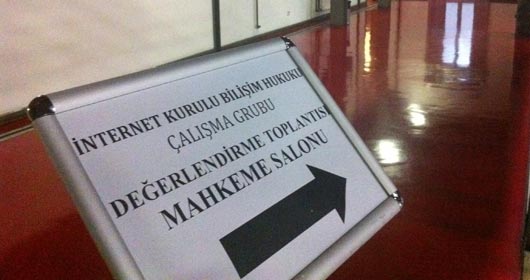 İNTERNET KURULU BİLİŞİM HUKUKU
ÇALIŞMA GRUBU
DEĞERLENDİRME TOPLANTISI
MAHKEME SALONU